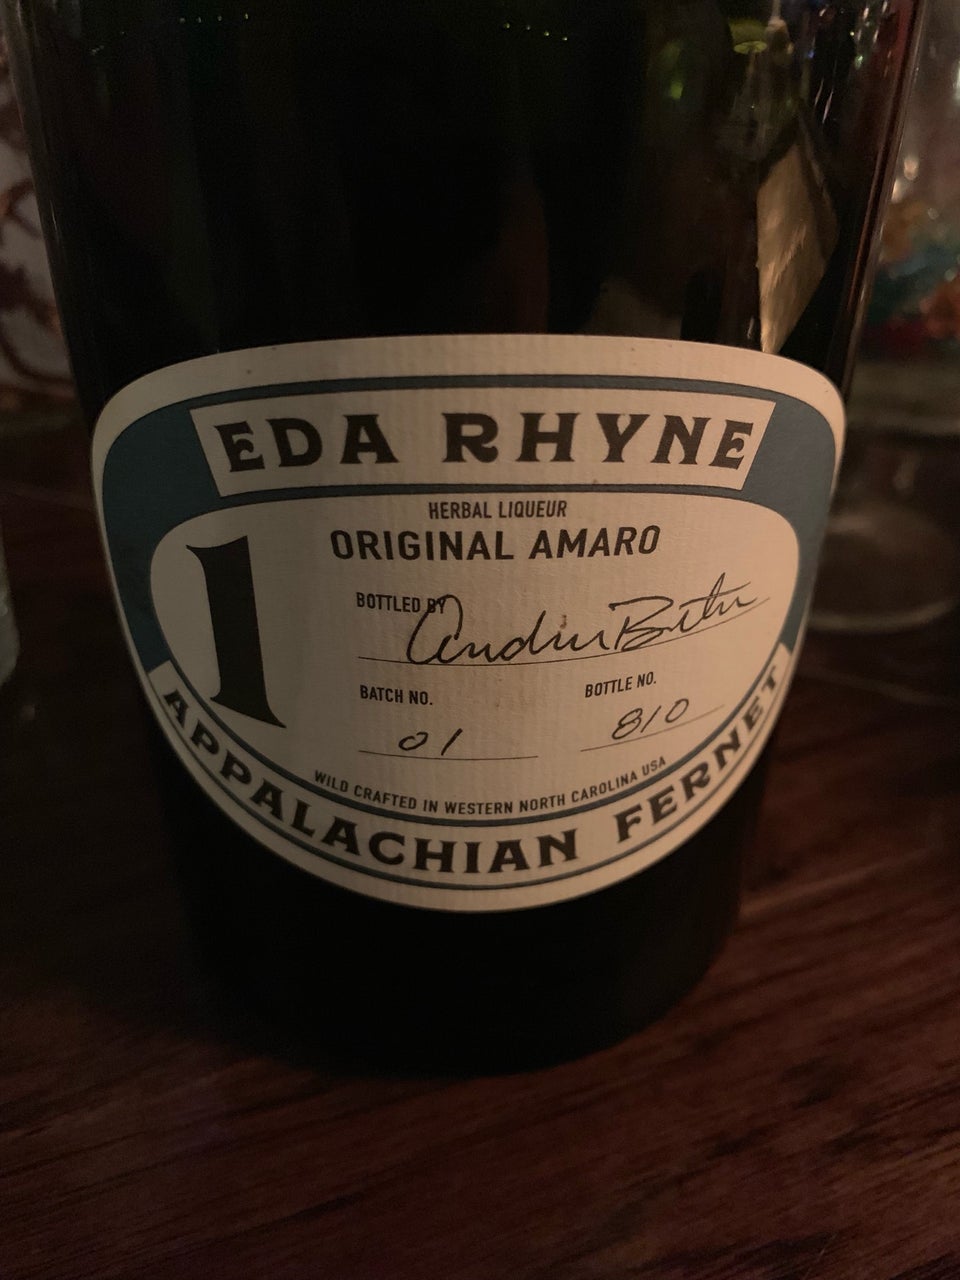 EDA RHYNE
HERBAL LIQUEUR
ORIGINAL AMARO
1
BOTTLED BY
BATCH NO.
BOTTLE NO.
01
810
WILD CRAFTED IN WESTERN NORTH CAROLINA USA
APPALACHIAN FERNET